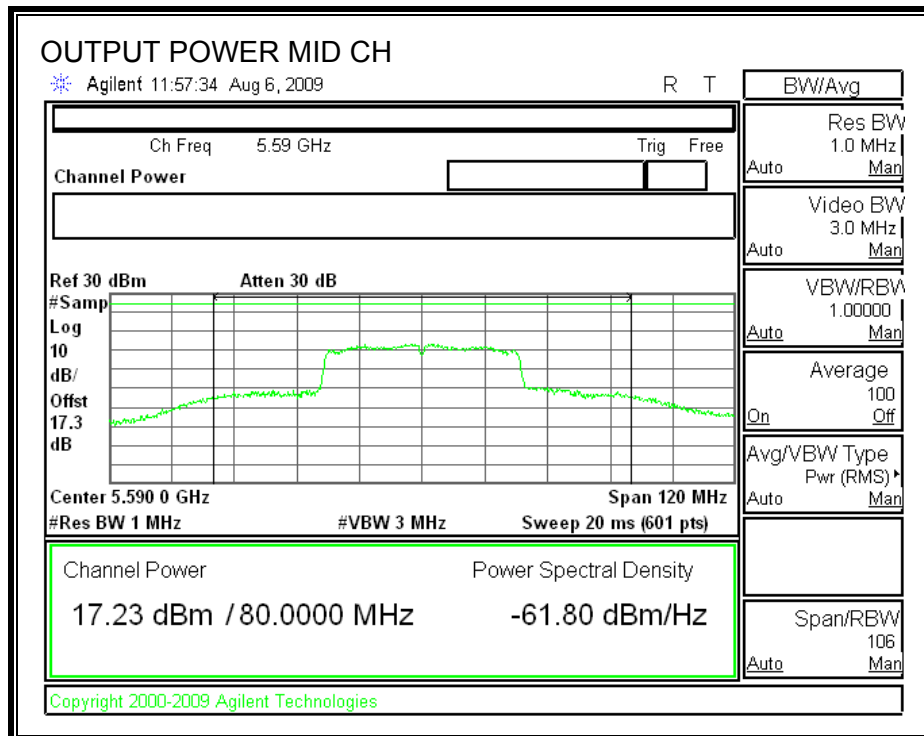 OUTPUT POWER MID CH
Agilent 11:57:34 Aug 6, 2009 R T
Ch Freq 5.59 GHz Trig Free
Channel Power
Ref 30 dBm Atten 30 dB
#Samp
Log
10
dB/
Offst
17.3
dB
Center 5.590 0 GHz Span 120 MHz
#Res BW 1 MHz #VBW 3 MHz Sweep 20 ms (601 pts)
Channel Power Power Spectral Density
17.23 dBm / 80.0000 MHz -61.80 dBm/Hz
Copyright 2000-2009 Agilent Technologies
BW/Avg
Res BW
1.0 MHz
Auto Man
Video BW
3.0 MHz
Auto Man
VBW/RBW
1.00000
Auto Man
Average
100
On Off
Avg/VBW Type
Pwr (RMS)
Auto Man
Span/RBW
106
Auto Man